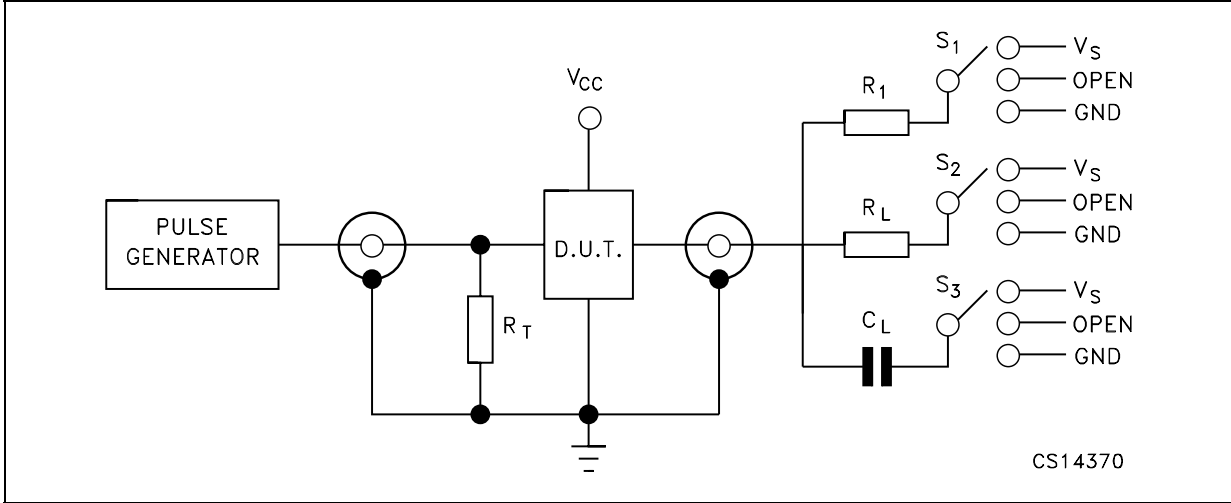 PULSE
GENERATOR
R_T
V_CC
D.U.T.
R_1
S_1
V_S
OPEN
GND
R_L
S_2
V_S
OPEN
GND
C_L
S_3
V_S
OPEN
GND
CS14370